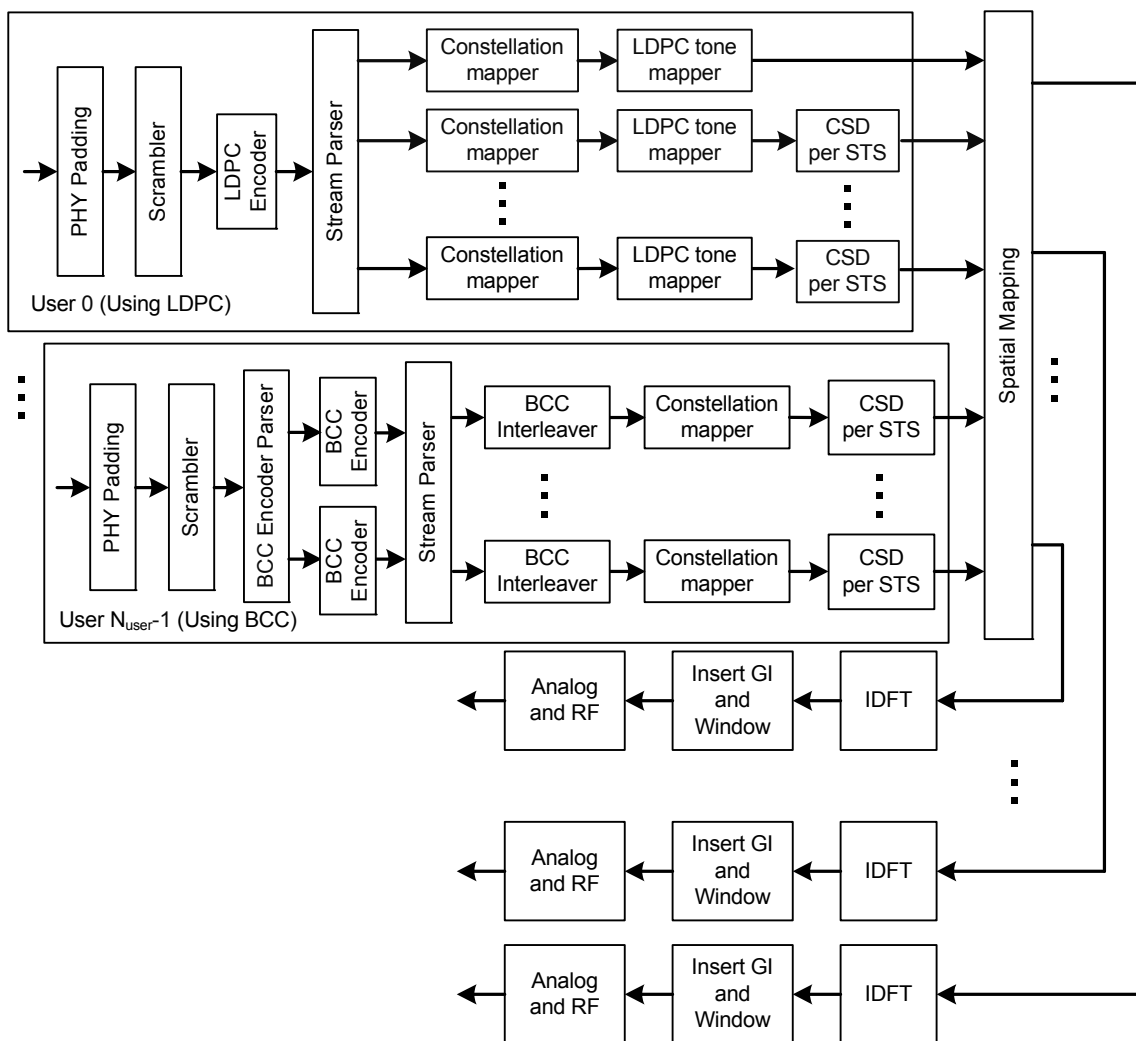 PHY Padding
Scrambler
LDPC
Encoder
Stream Parser
Constellation
mapper
LDPC tone
mapper
Constellation
mapper
LDPC tone
mapper
CSD
per STS
Constellation
mapper
LDPC tone
mapper
CSD
per STS
User 0 (Using LDPC)
Spatial Mapping
PHY Padding
Scrambler
BCC Encoder Parser
BCC
Encoder
BCC
Encoder
Stream Parser
BCC
Interleaver
Constellation
mapper
CSD
per STS
BCC
Interleaver
Constellation
mapper
CSD
per STS
User Nuser-1 (Using BCC)
Analog
and RF
Insert GI
and
Window
IDFT
Analog
and RF
Insert GI
and
Window
IDFT
Analog
and RF
Insert GI
and
Window
IDFT